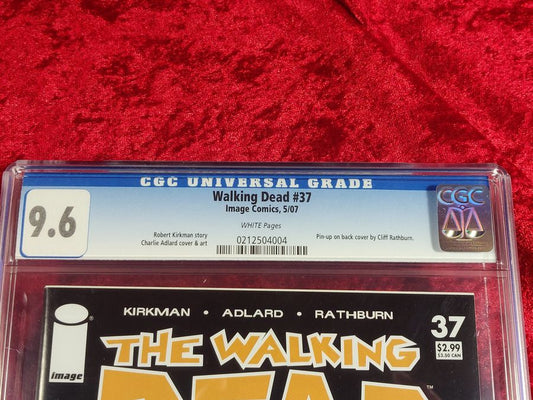 CGC UNIVERSAL GRADE
9.6
Walking Dead #37
Image Comics, 5/07
WHITE Pages
Robert Kirkman story
Charlie Adlard cover & art
0212504004
Pin-up on back cover by Cliff Rathburn.
CGC
KIRKMAN • ADLARD • RATHBURN
37
$2.99
$3.50 CAN
image
THE WALKING
DEAD
TM